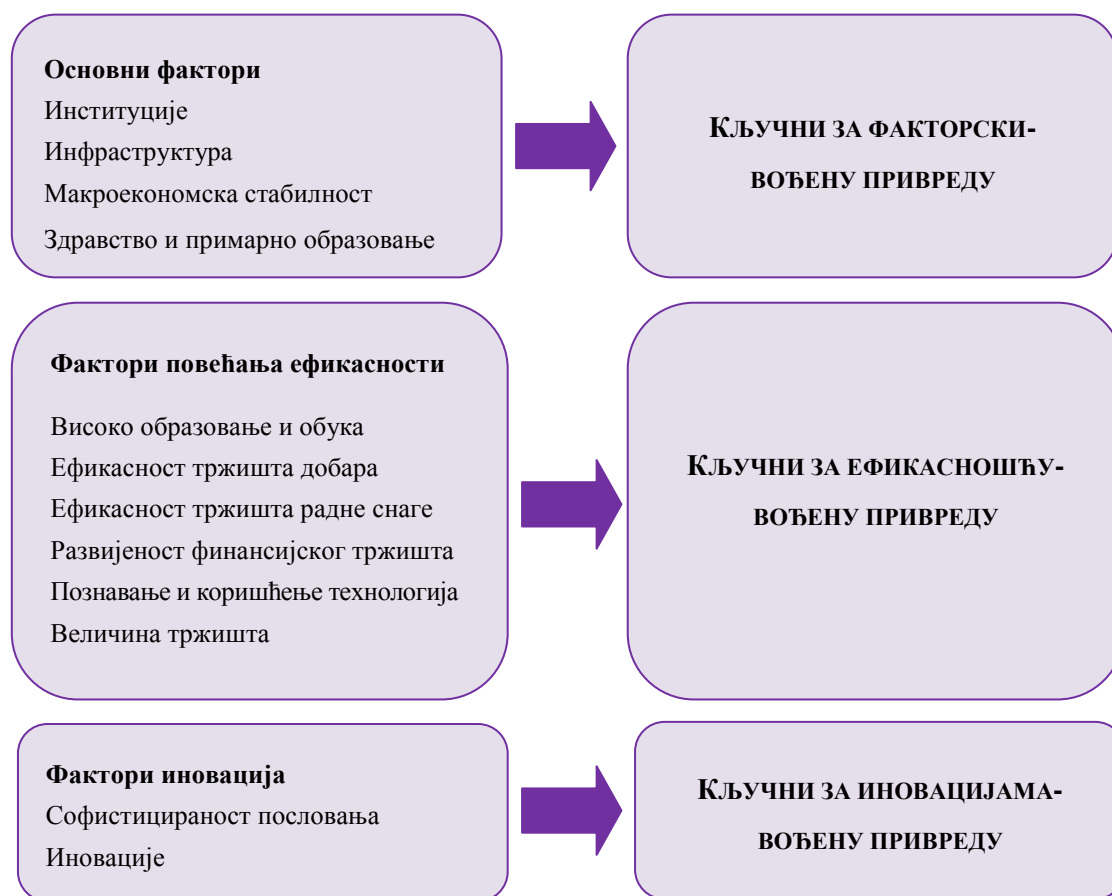 Основни фактори
Институције
Инфраструктура
Макроекономска стабилност
Здравство и примарно образовање
КЉУЧНИ ЗА ФАКТОРСКИ-
ВОЂЕНУ ПРИВРЕДУ
Фактори повећања ефикасности
Високо образовање и обука
Ефикасност тржишта добара
Ефикасност тржишта радне снаге
Развијеност финансијског тржишта
Познавање и коришћење технологија
Величина тржишта
КЉУЧНИ ЗА ЕФИКАСНОШЋУ-
ВОЂЕНУ ПРИВРЕДУ
Фактори иновација
Софистицираност пословања
Иновације
КЉУЧНИ ЗА ИНОВАЦИЈАМА-
ВОЂЕНУ ПРИВРЕДУ